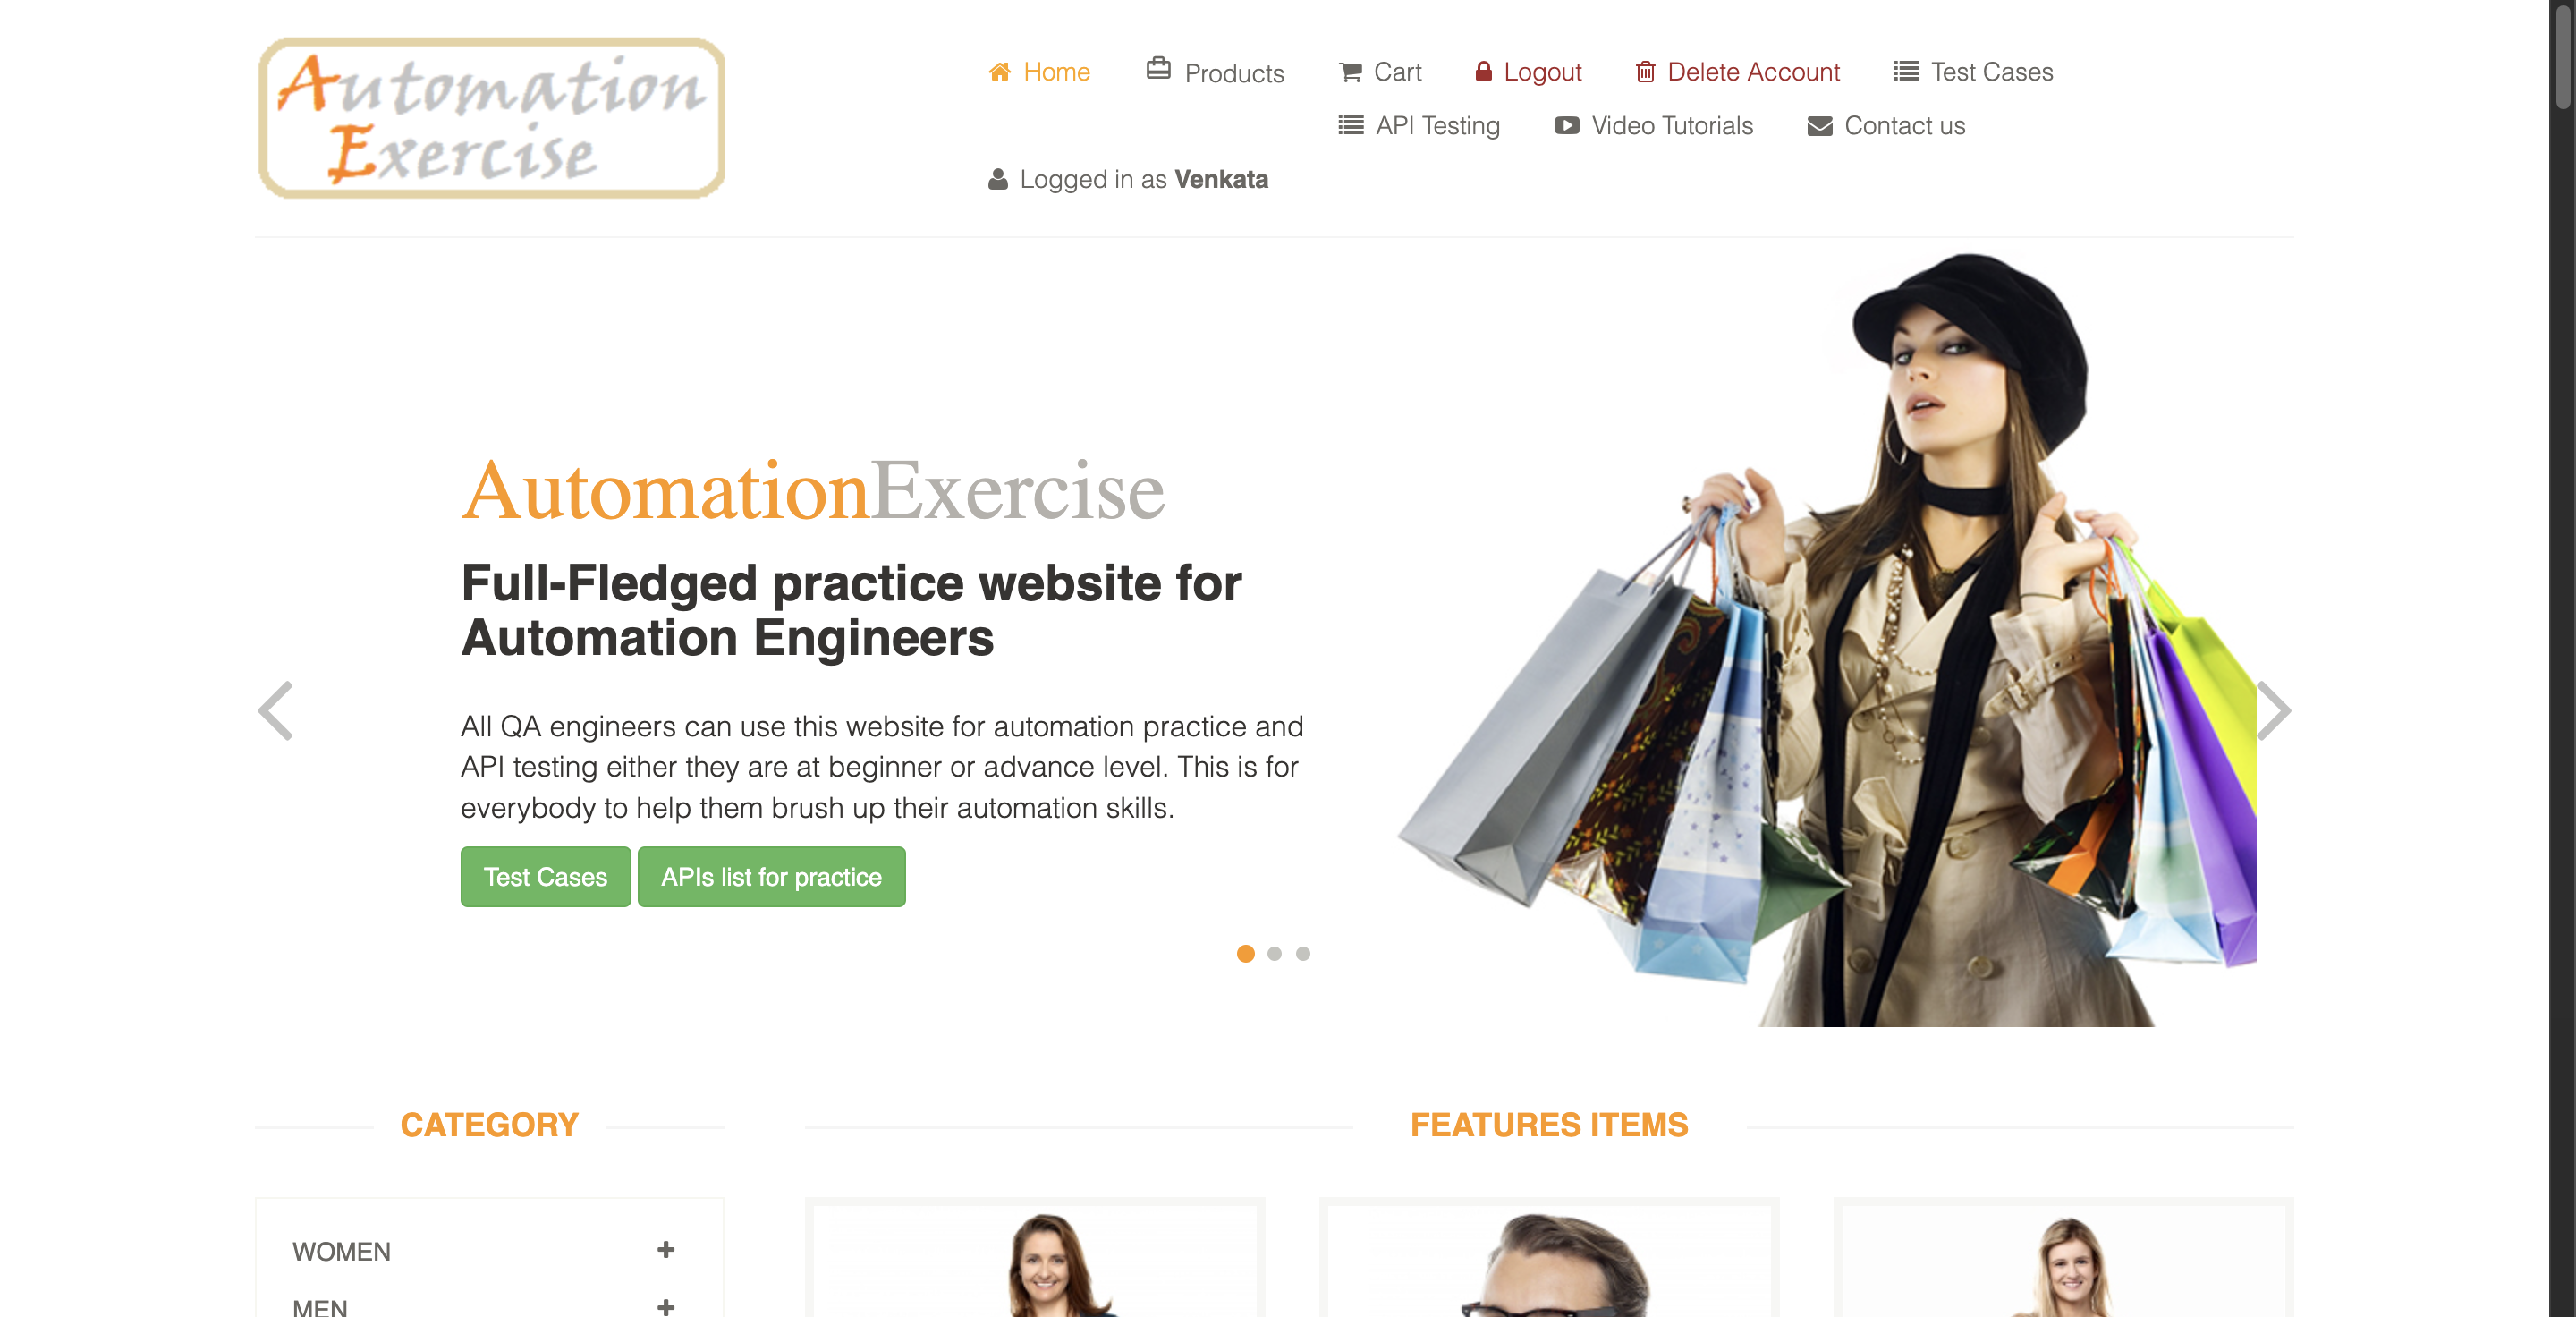 Automation
Exercise
Home Products Cart Logout Delete Account Test Cases
API Testing Video Tutorials Contact us
Logged in as Venkata
AutomationExercise
Full-Fledged practice website for
Automation Engineers
All QA engineers can use this website for automation practice and
API testing either they are at beginner or advance level. This is for
everybody to help them brush up their automation skills.
Test Cases APIs list for practice
CATEGORY
FEATURES ITEMS
WOMEN
MEN